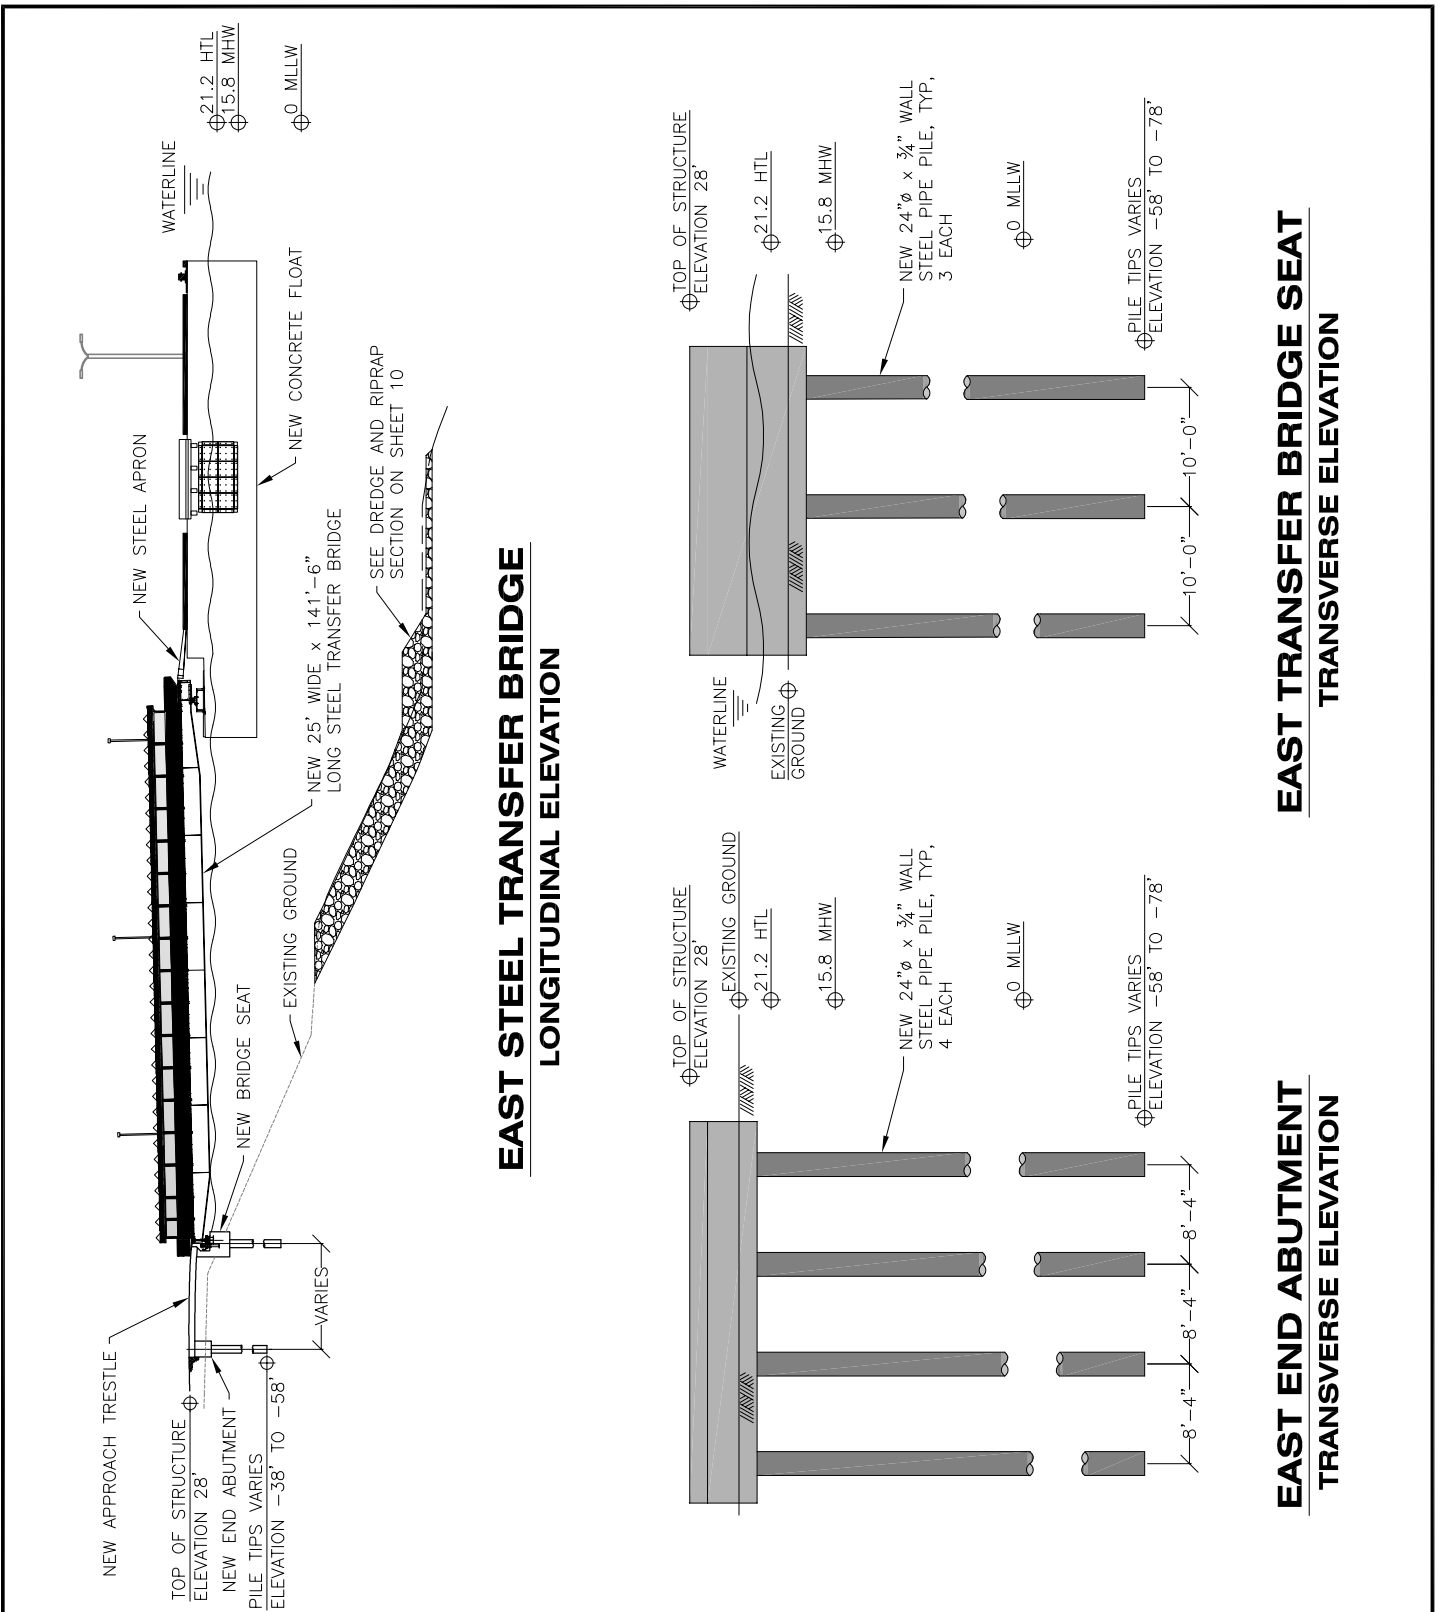 21.2 HTL
15.8 MHW
0 MLLW
WATERLINE
NEW STEEL APRON
NEW CONCRETE FLOAT
NEW 25' WIDE x 141'-6"
LONG STEEL TRANSFER BRIDGE
SEE DREDGE AND RIPRAP
SECTION ON SHEET 10
EXISTING GROUND
NEW BRIDGE SEAT
VARIES
NEW APPROACH TRESTLE
TOP OF STRUCTURE
ELEVATION 28'
NEW END ABUTMENT
PILE TIPS VARIES
ELEVATION -38' TO -58'
EAST STEEL TRANSFER BRIDGE
LONGITUDINAL ELEVATION
TOP OF STRUCTURE
ELEVATION 28'
EXISTING GROUND
21.2 HTL
15.8 MHW
NEW 24"ø x ¾" WALL
STEEL PIPE PILE, TYP,
4 EACH
0 MLLW
PILE TIPS VARIES
ELEVATION -58' TO -78'
8'-4"
8'-4"
8'-4"
EAST END ABUTMENT
TRANSVERSE ELEVATION
TOP OF STRUCTURE
ELEVATION 28'
21.2 HTL
15.8 MHW
WATERLINE
EXISTING
GROUND
NEW 24"ø x ¾" WALL
STEEL PIPE PILE, TYP,
3 EACH
0 MLLW
PILE TIPS VARIES
ELEVATION -58' TO -78'
10'-0"
10'-0"
EAST TRANSFER BRIDGE SEAT
TRANSVERSE ELEVATION